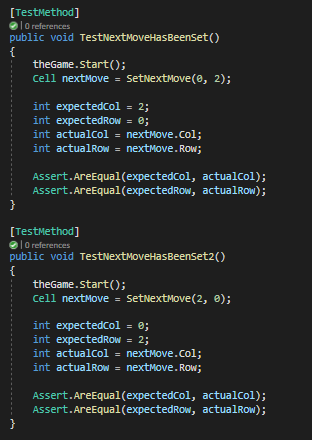 [TestMethod]
0 references
public void TestNextMoveHasBeenSet()
{
theGame.Start();
Cell nextMove = SetNextMove(0, 2);
int expectedCol = 2;
int expectedRow = 0;
int actualCol = nextMove.Col;
int actualRow = nextMove.Row;
Assert.AreEqual(expectedCol, actualCol);
Assert.AreEqual(expectedRow, actualRow);
}
[TestMethod]
0 references
public void TestNextMoveHasBeenSet2()
{
theGame.Start();
Cell nextMove = SetNextMove(2, 0);
int expectedCol = 0;
int expectedRow = 2;
int actualCol = nextMove.Col;
int actualRow = nextMove.Row;
Assert.AreEqual(expectedCol, actualCol);
Assert.AreEqual(expectedRow, actualRow);
}